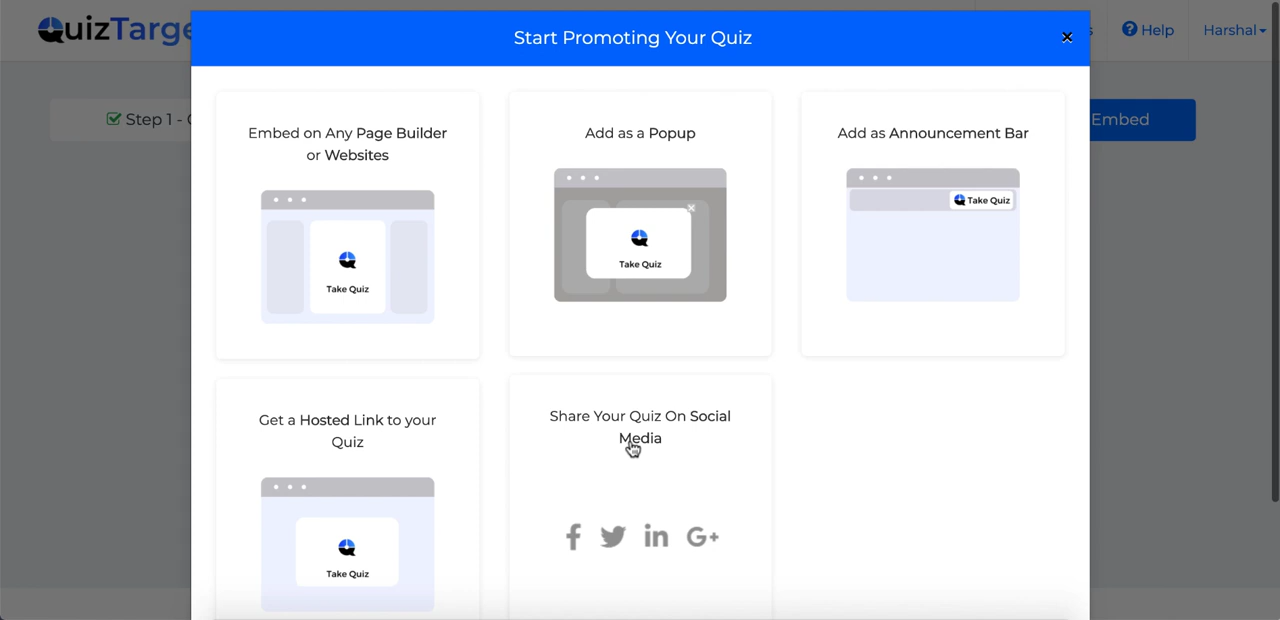 QuizTarge
Start Promoting Your Quiz
Help
Harshal
Step 1 -
Embed
Embed on Any Page Builder
or Websites
Take Quiz
Add as a Popup
Take Quiz
Add as Announcement Bar
Take Quiz
Get a Hosted Link to your
Quiz
Take Quiz
Share Your Quiz On Social
Media
G+